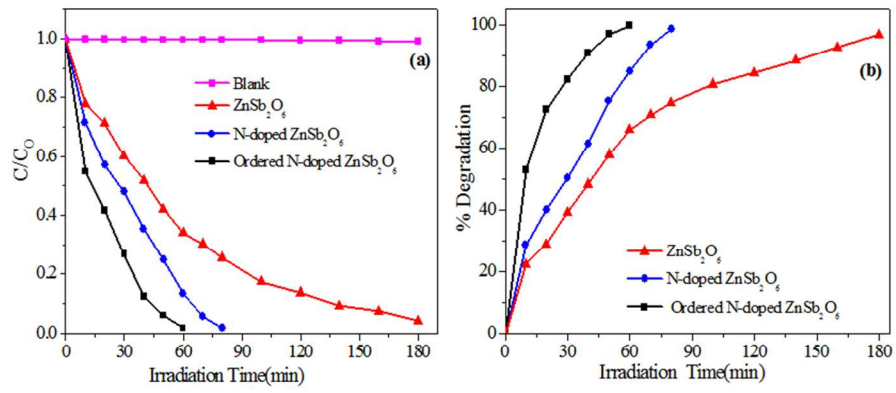 1.0
0.8
0.6
0.4
0.2
0.0
C/C_O
(a)
Blank
ZnSb₂O₆
N-doped ZnSb₂O₆
Ordered N-doped ZnSb₂O₆
0 30 60 90 120 150 180
Irradiation Time(min)
100
80
60
40
20
0
% Degradation
(b)
ZnSb₂O₆
N-doped ZnSb₂O₆
Ordered N-doped ZnSb₂O₆
0 30 60 90 120 150 180
Irradiation Time(min)